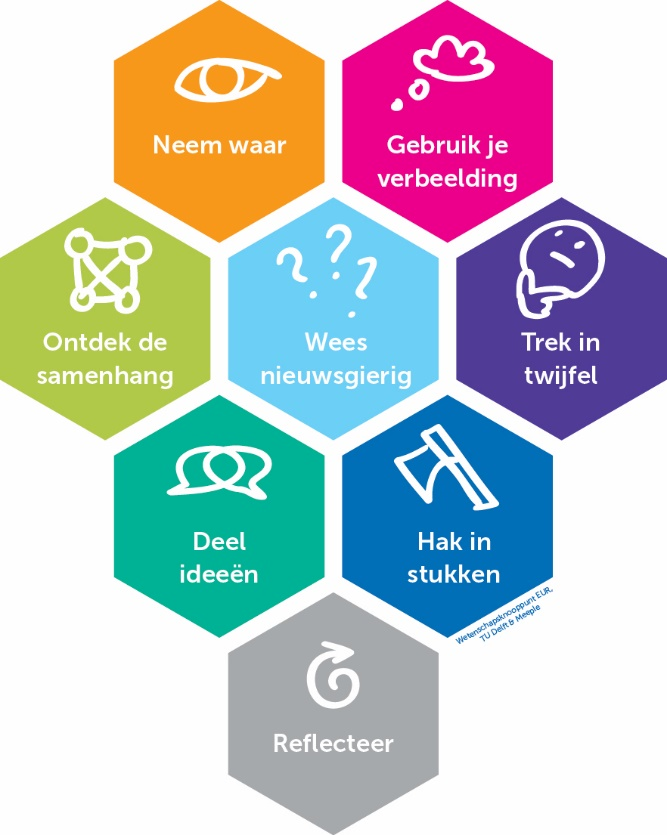 Neem waar
Gebruik je
verbeelding
Ontdek de
samenhang
Wees
nieuwsgierig
Trek in
twijfel
Deel
ideeën
Hak in
stukken
Wetenschapsknooppunt EUR,
TU Delft & Meeple
Reflecteer